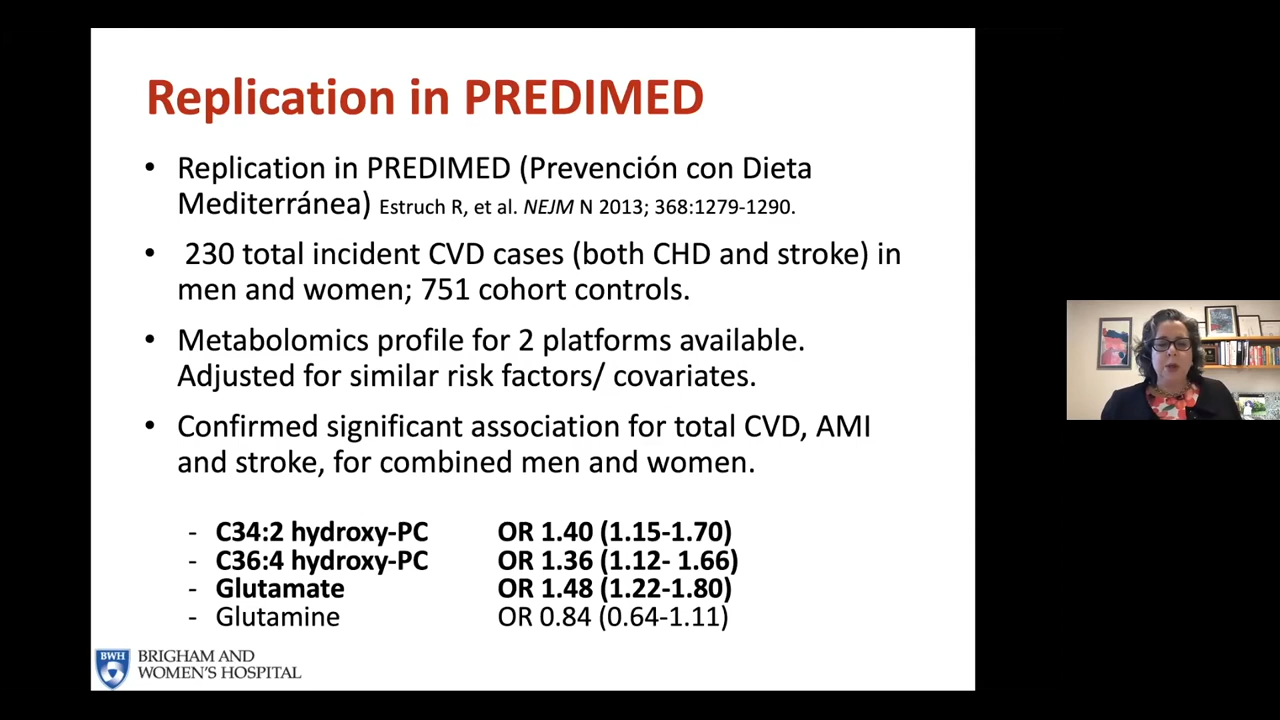 Replication in PREDIMED
• Replication in PREDIMED (Prevención con Dieta
Mediterránea) Estruch R, et al. NEJM N 2013; 368:1279-1290.
• 230 total incident CVD cases (both CHD and stroke) in
men and women; 751 cohort controls.
• Metabolomics profile for 2 platforms available.
Adjusted for similar risk factors/ covariates.
• Confirmed significant association for total CVD, AMI
and stroke, for combined men and women.
- C34:2 hydroxy-PC OR 1.40 (1.15-1.70)
- C36:4 hydroxy-PC OR 1.36 (1.12- 1.66)
- Glutamate OR 1.48 (1.22-1.80)
- Glutamine OR 0.84 (0.64-1.11)
BWH
BRIGHAM AND
WOMEN'S HOSPITAL